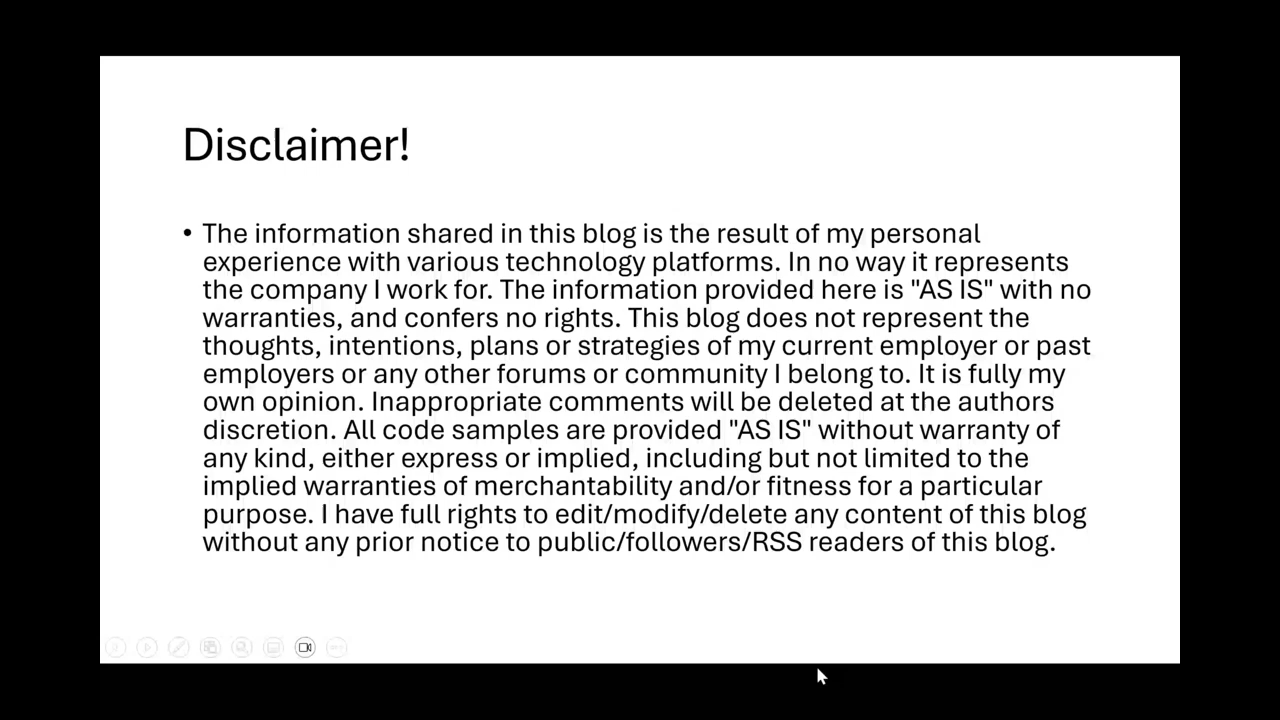 Disclaimer!
• The information shared in this blog is the result of my personal
experience with various technology platforms. In no way it represents
the company I work for. The information provided here is "AS IS" with no
warranties, and confers no rights. This blog does not represent the
thoughts, intentions, plans or strategies of my current employer or past
employers or any other forums or community I belong to. It is fully my
own opinion. Inappropriate comments will be deleted at the authors
discretion. All code samples are provided "AS IS" without warranty of
any kind, either express or implied, including but not limited to the
implied warranties of merchantability and/or fitness for a particular
purpose. I have full rights to edit/modify/delete any content of this blog
without any prior notice to public/followers/RSS readers of this blog.